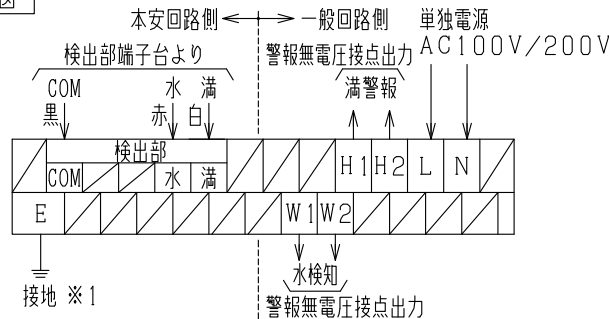 図
本安回路側 一般回路側 単独電源
検出部端子台より 警報無電圧接点出力 AC100V/200V
COM 水 満 満警報
黒 赤 白
検出部 H1 H2 L N
COM 水 満
E W1 W2
水検知
接地 ※1
警報無電圧接点出力